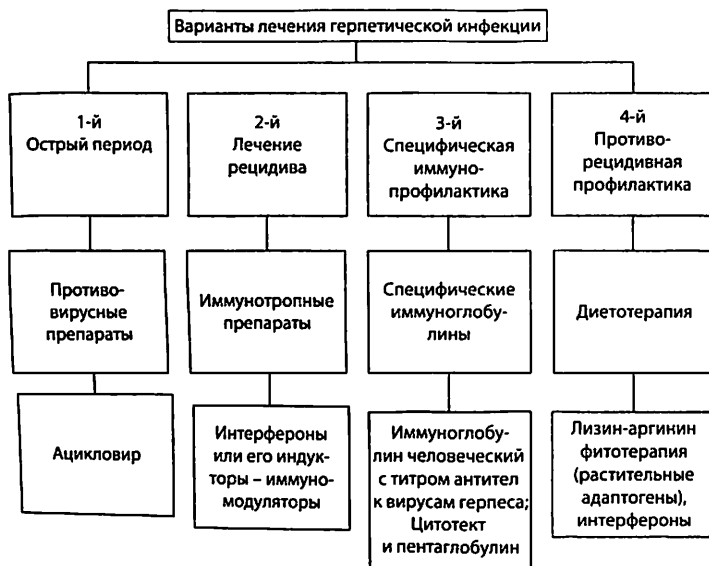 Варианты лечения герпетической инфекции
1-й
Острый период
2-й
Лечение
рецидива
3-й
Специфическая
иммуно-
профилактика
4-й
Противо-
рецидивная
профилактика
Противо-
вирусные
препараты
Иммунотропные
препараты
Специфические
иммуноглобу-
лины
Диетотерапия
Ацикловир
Интерфероны
или его индук-
торы – иммуно-
модуляторы
Иммуноглобу-
лин человеческий
с титром антител
к вирусам герпеса;
Цитотект
и пентаглобулин
Лизин-аргинин
фитотерапия
(растительные
адаптогены),
интерфероны